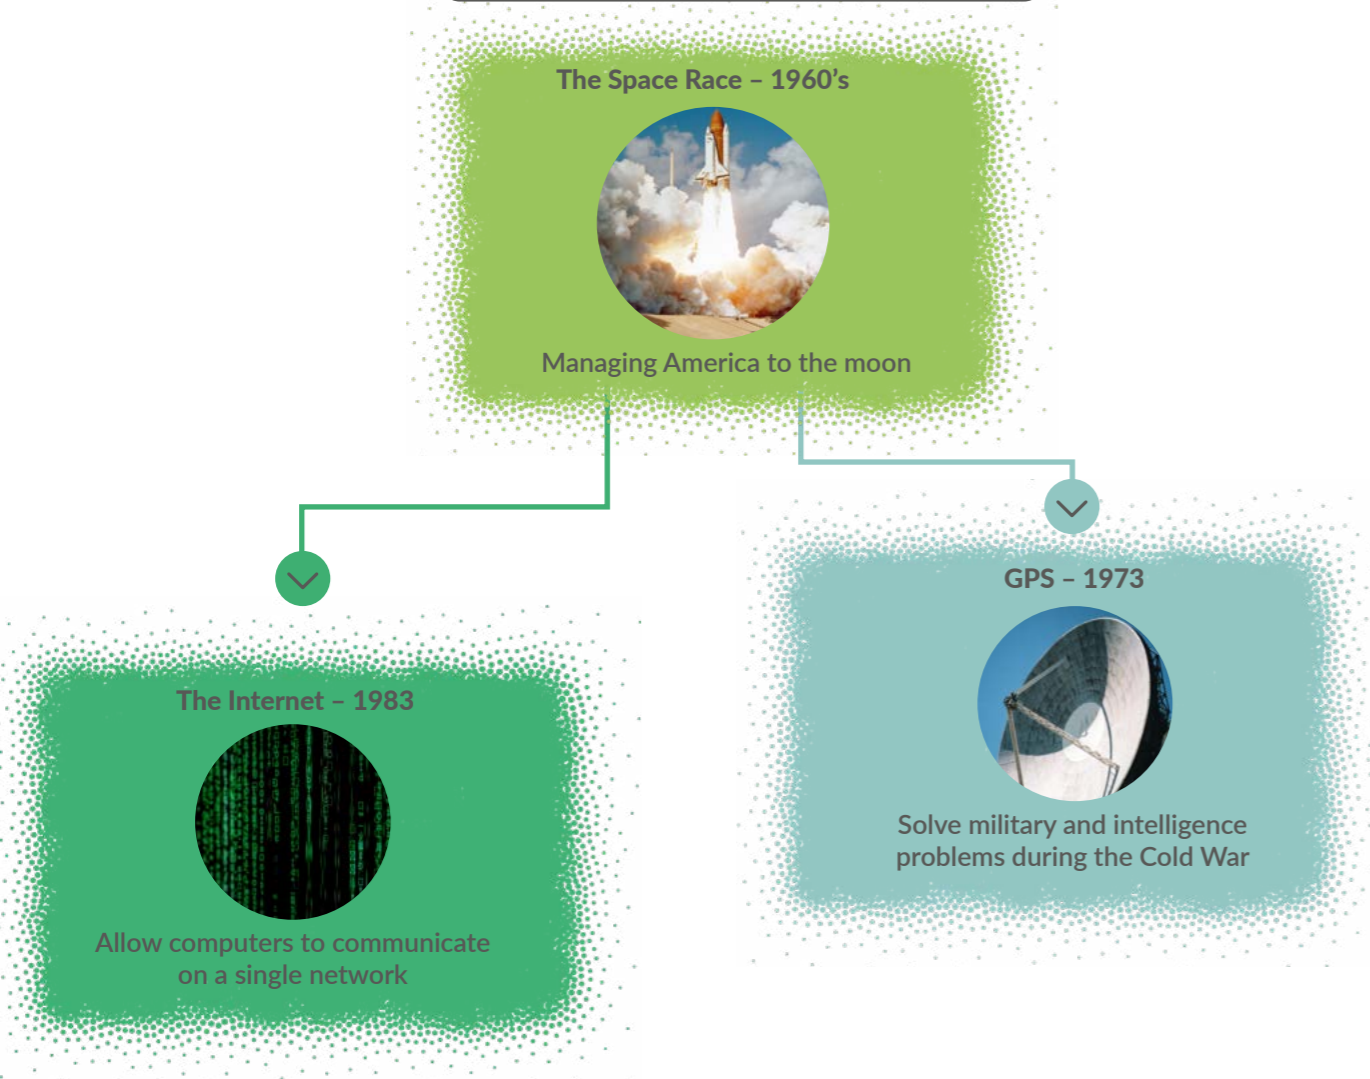 The Space Race – 1960’s
Managing America to the moon
GPS – 1973
Solve military and intelligence
problems during the Cold War
The Internet – 1983
Allow computers to communicate
on a single network